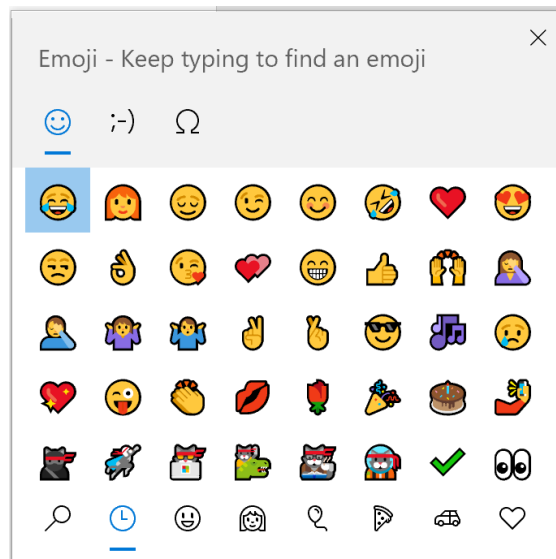 Emoji - Keep typing to find an emoji
;-) Ω